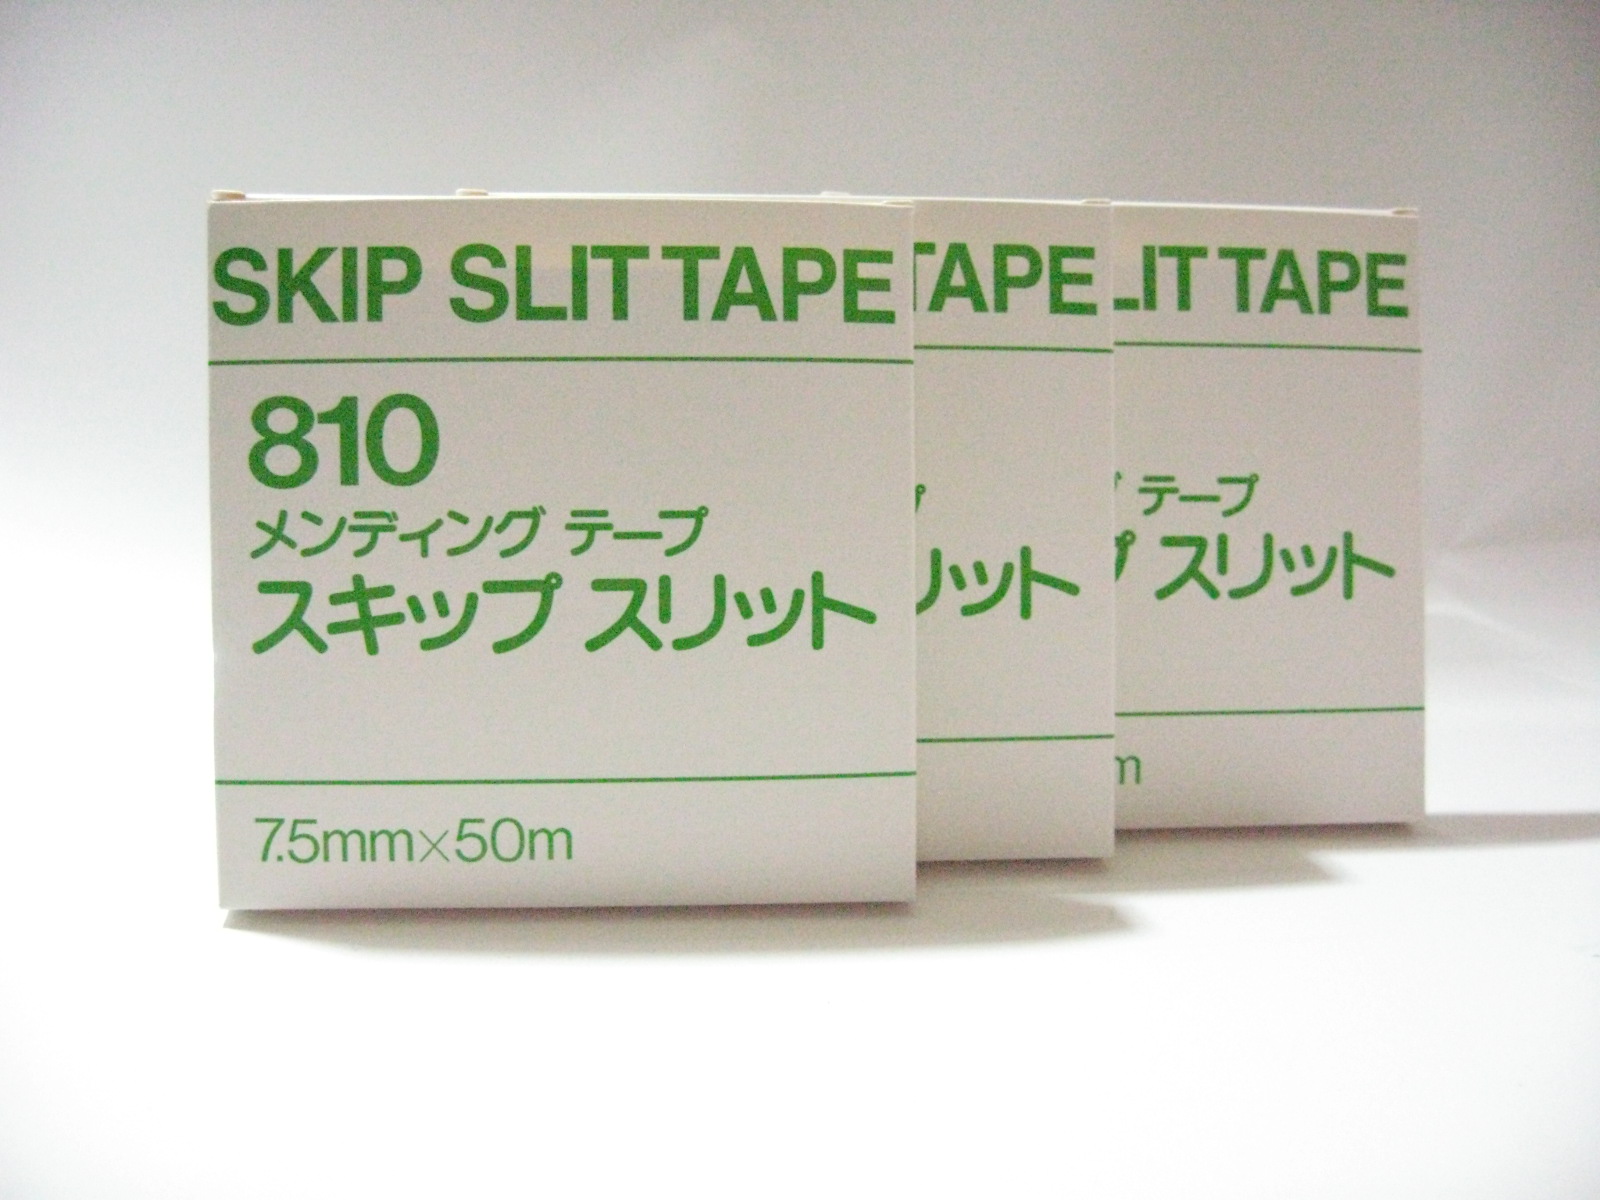 SKIP SLIT TAPE
810
メンディング テープ
スキップ スリット
7.5mm×50m
TAPE
リット
LIT TAPE
テープ
プ スリット
m